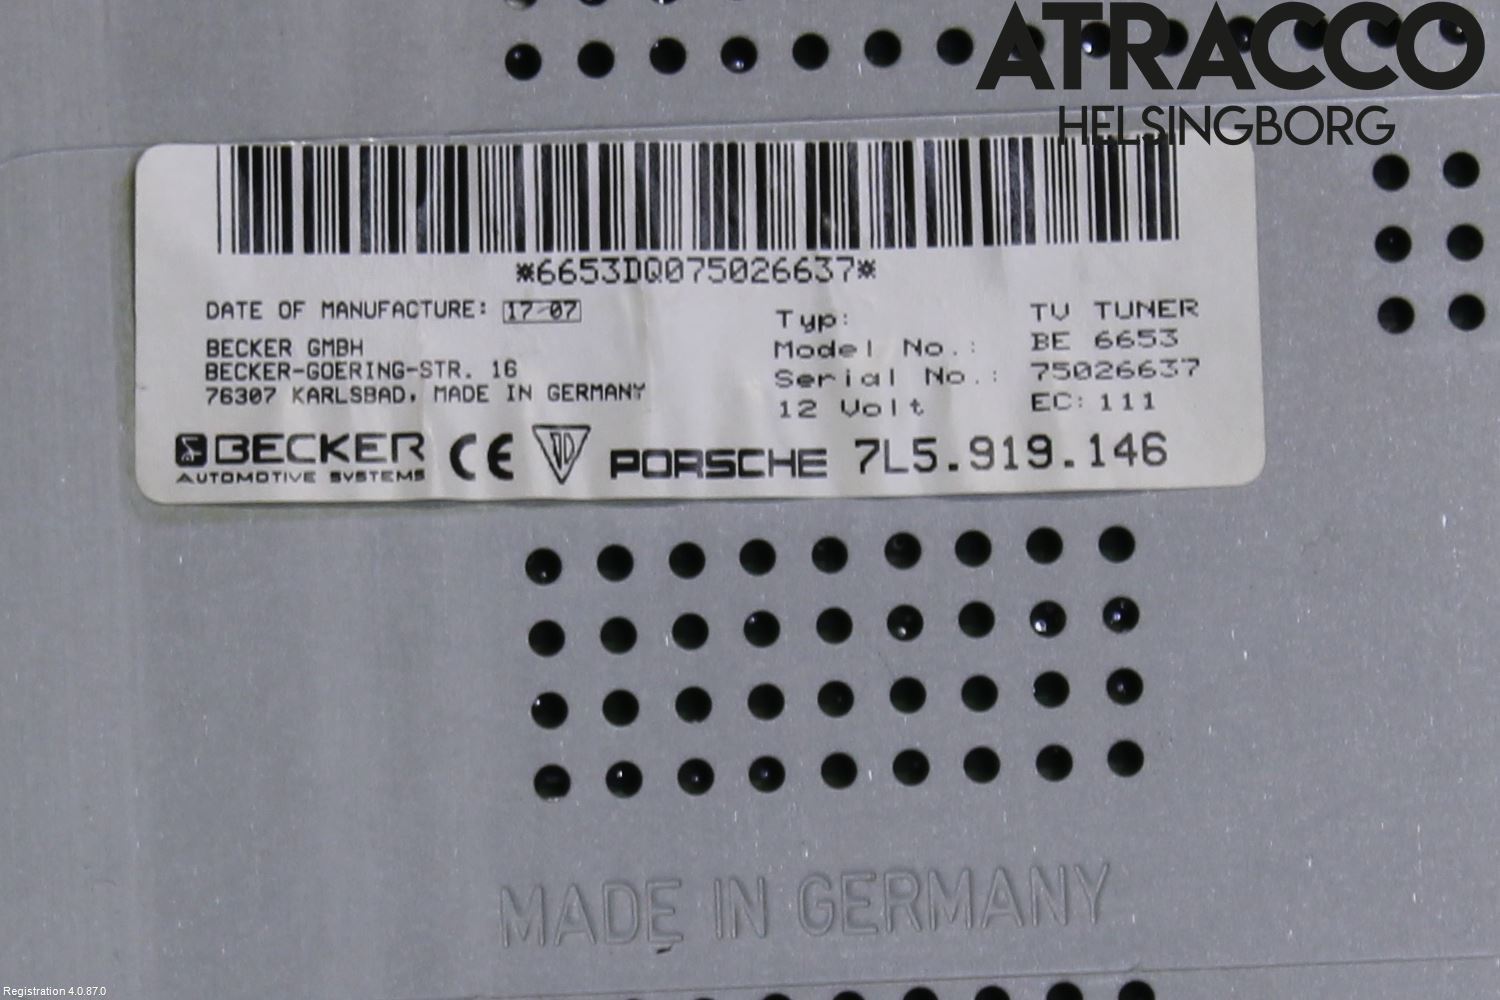 ATRACCO
HELSINGBORG
*6653DQ075026637*
DATE OF MANUFACTURE: 17-07
BECKER GMBH
BECKER-GOERING-STR. 16
76307 KARLSBAD, MADE IN GERMANY
Typ: TV TUNER
Model No.: BE 6653
Serial No.: 75026637
12 Volt EC: 111
BECKER
AUTOMOTIVE SYSTEMS
CE
PORSCHE 7L5.919.146
MADE IN GERMANY
Registration 4.0.87.0